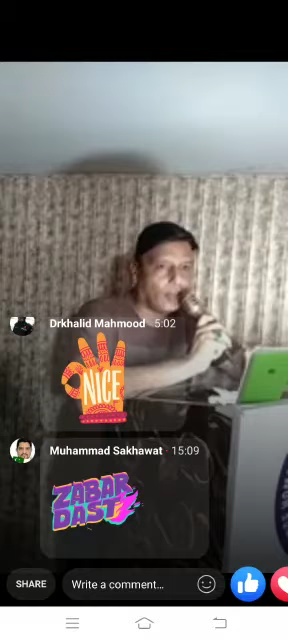 Drkhalid Mahmood 5:02
NICE
Muhammad Sakhawat 15:09
ZABAR
DAST
SHARE
Write a comment...